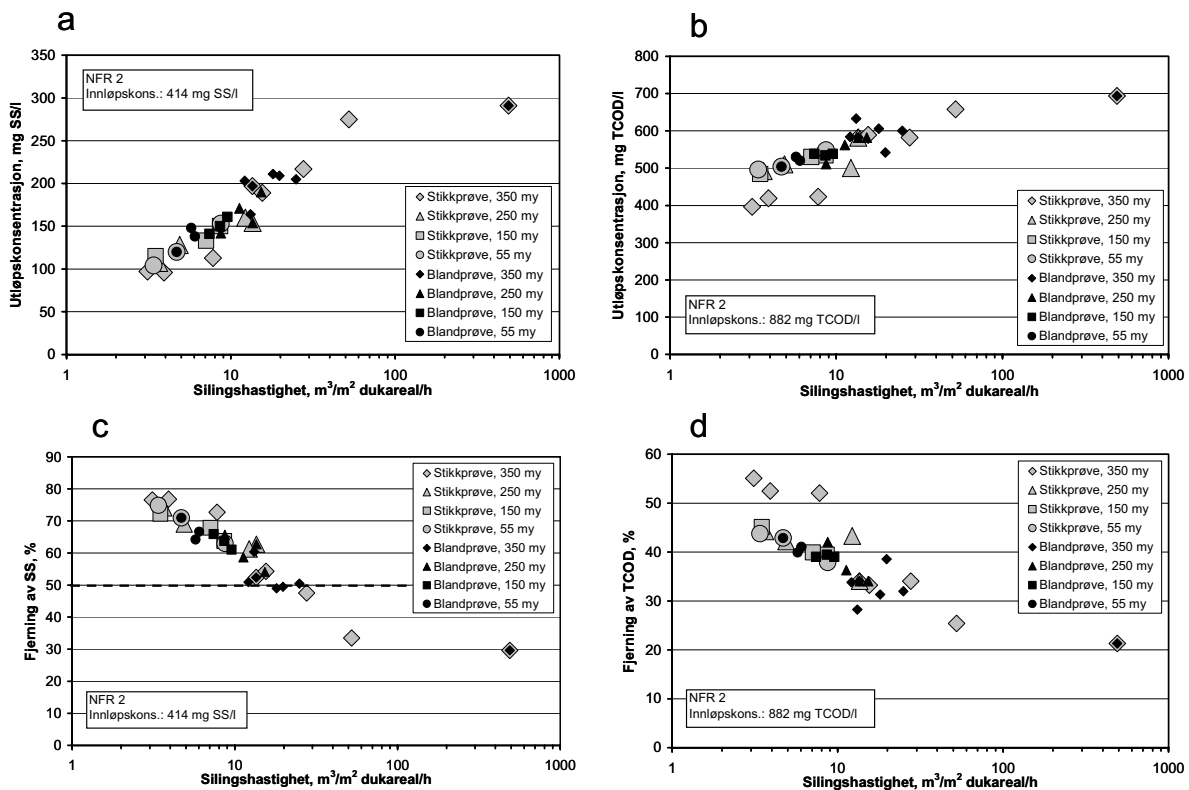 a
350
300
250
200
150
100
50
0
Utløpskonsentrasjon, mg SS/l
NFR 2
Innløpskons.: 414 mg SS/l
Stikkprøve, 350 my
Stikkprøve, 250 my
Stikkprøve, 150 my
Stikkprøve, 55 my
Blandprøve, 350 my
Blandprøve, 250 my
Blandprøve, 150 my
Blandprøve, 55 my
1 10 100 1000
Silingshastighet, m³/m² dukareal/h
b
800
700
600
500
400
300
200
100
0
Utløpskonsentrasjon, mg TCOD/l
Stikkprøve, 350 my
Stikkprøve, 250 my
Stikkprøve, 150 my
Stikkprøve, 55 my
Blandprøve, 350 my
Blandprøve, 250 my
Blandprøve, 150 my
Blandprøve, 55 my
NFR 2
Innløpskons.: 882 mg TCOD/l
1 10 100 1000
Silingshastighet, m³/m² dukareal/h
c
90
80
70
60
50
40
30
20
10
0
Fjerning av SS, %
Stikkprøve, 350 my
Stikkprøve, 250 my
Stikkprøve, 150 my
Stikkprøve, 55 my
Blandprøve, 350 my
Blandprøve, 250 my
Blandprøve, 150 my
Blandprøve, 55 my
NFR 2
Innløpskons.: 414 mg SS/l
1 10 100 1000
Silingshastighet, m³/m² dukareal/h
d
60
50
40
30
20
10
0
Fjerning av TCOD, %
Stikkprøve, 350 my
Stikkprøve, 250 my
Stikkprøve, 150 my
Stikkprøve, 55 my
Blandprøve, 350 my
Blandprøve, 250 my
Blandprøve, 150 my
Blandprøve, 55 my
NFR 2
Innløpskons.: 882 mg TCOD/l
1 10 100 1000
Silingshastighet, m³/m² dukareal/h